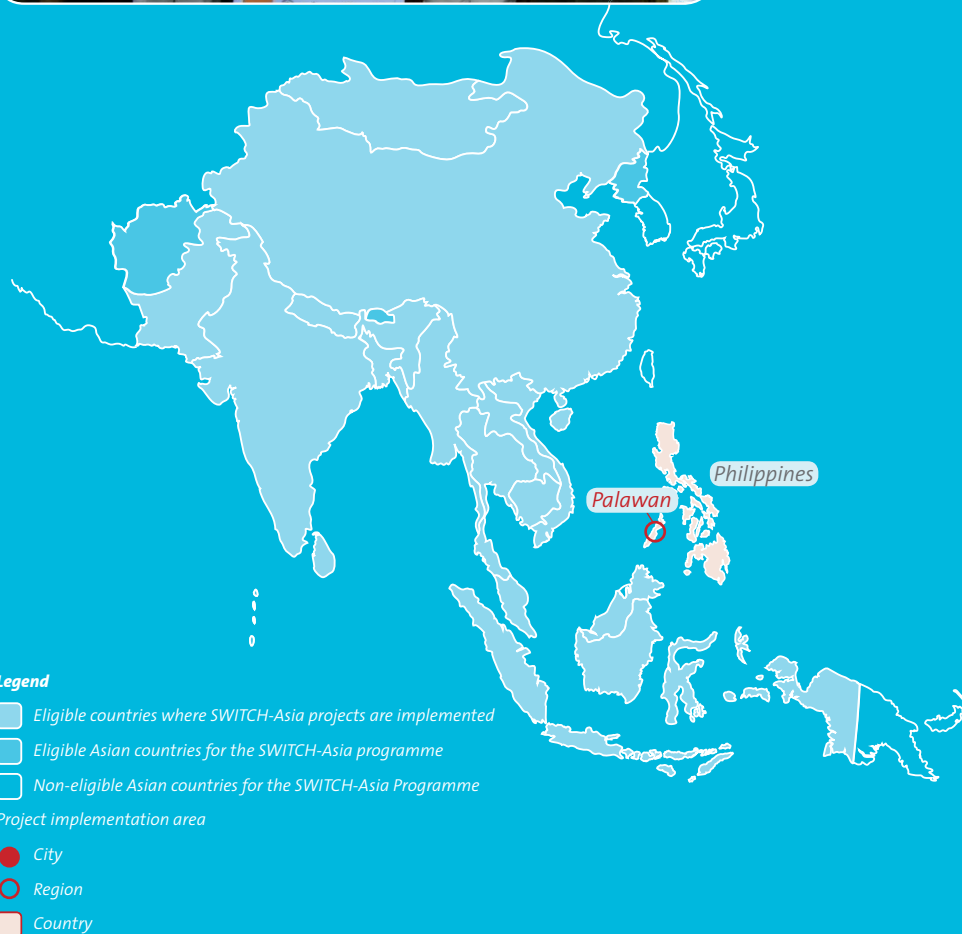 Philippines
Palawan
Legend
Eligible countries where SWITCH-Asia projects are implemented
Eligible Asian countries for the SWITCH-Asia programme
Non-eligible Asian countries for the SWITCH-Asia Programme
Project implementation area
City
Region
Country